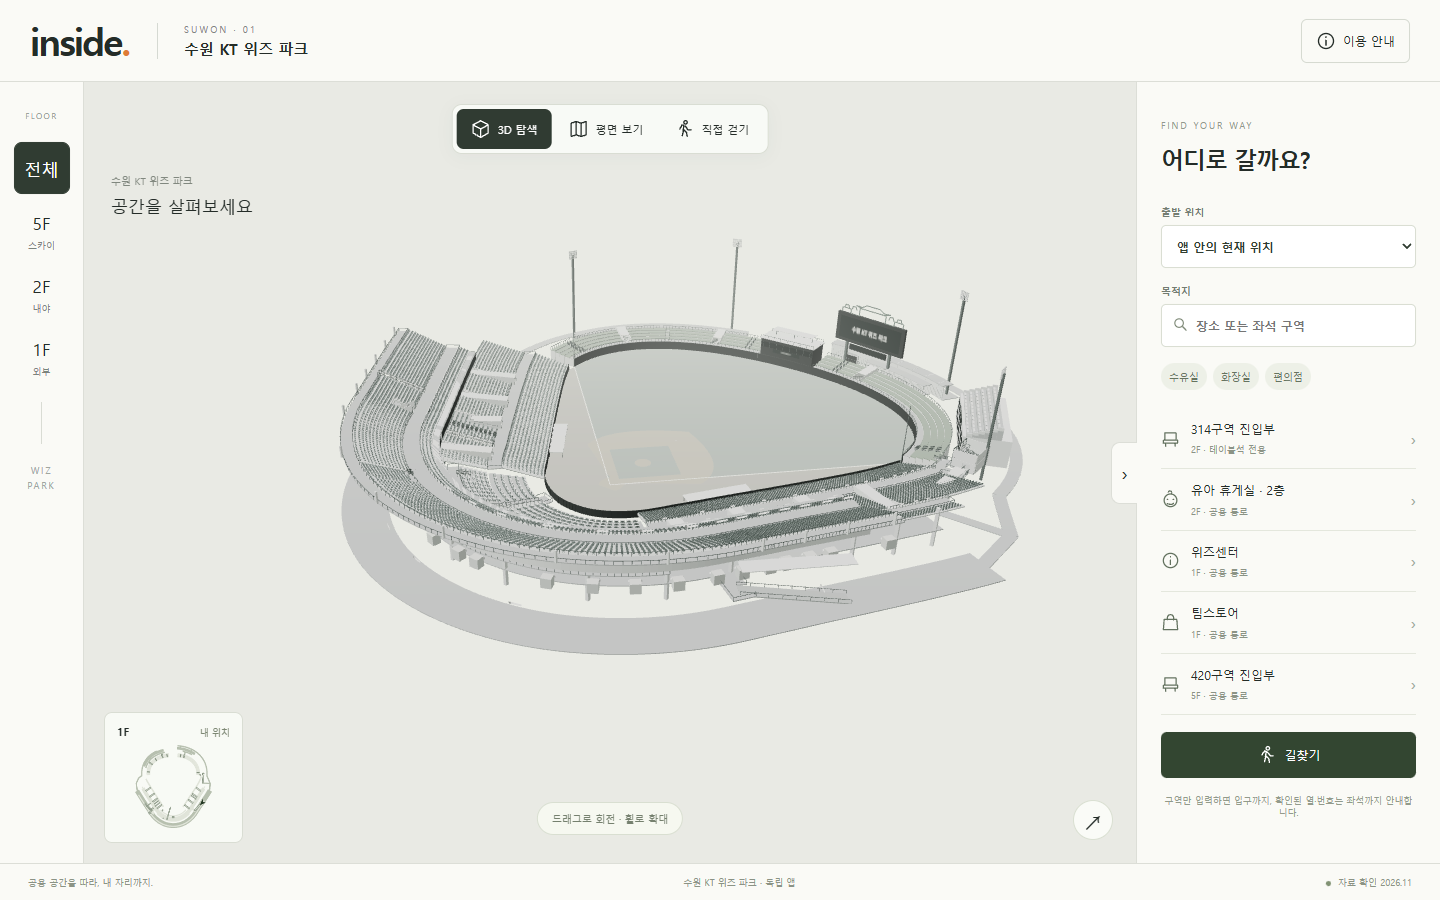 inside.
SUWON · 01
수원 KT 위즈 파크
이용 안내
FLOOR
전체
5F
스카이
2F
내야
1F
외부
WIZ
PARK
3D 탐색
평면 보기
직접 걷기
수원 KT 위즈 파크
공간을 살펴보세요
1F
내 위치
드래그로 회전 · 휠로 확대
FIND YOUR WAY
어디로 갈까요?
출발 위치
앱 안의 현재 위치
목적지
장소 또는 좌석 구역
수유실
화장실
편의점
314구역 진입부
2F · 테이블석 전용
유아 휴게실 · 2층
2F · 공용 통로
위즈센터
1F · 공용 통로
팀스토어
1F · 공용 통로
420구역 진입부
5F · 공용 통로
길찾기
구역만 입력하면 입구까지, 확인된 열·번호는 좌석까지 안내합
니다.
공용 공간을 따라, 내 자리까지.
수원 KT 위즈 파크 · 독립 앱
자료 확인 2026.11